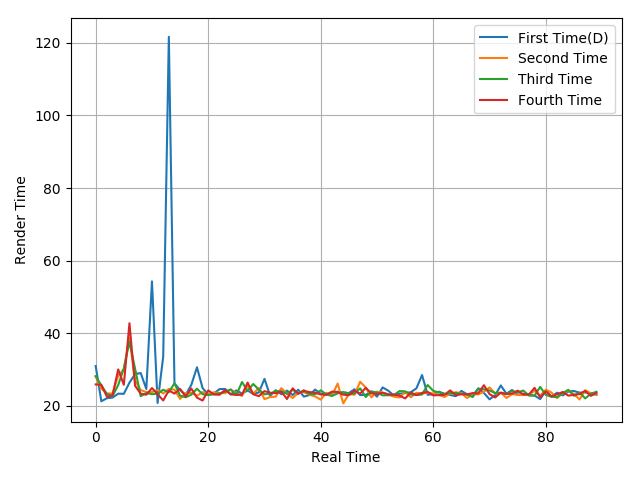 First Time(D)
Second Time
Third Time
Fourth Time
120
100
80
60
40
20
Render Time
0 20 40 60 80
Real Time